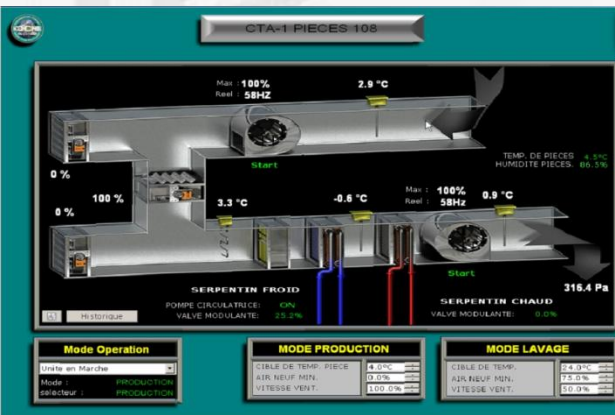 CTA-1 PIECES 108
Max : 100%
Reel : 58HZ
2.9 °C
Start
TEMP. DE PIECES 4.5°C
HUMIDITE PIECES. 86.5%
0 %
100 %
0 %
3.3 °C
-0.6 °C
Max : 100%
Reel : 58Hz
0.9 °C
Start
316.4 Pa
SERPENTIN FROID
POMPE CIRCULATRICE: ON
VALVE MODULANTE: 25.2%
SERPENTIN CHAUD
VALVE MODULANTE: 0.0%
Historique
Mode Operation
Unite en Marche
Mode : PRODUCTION
selecteur : PRODUCTION
MODE PRODUCTION
CIBLE DE TEMP. PIECE 4.0°C
AIR NEUF MIN. 0.0%
VITESSE VENT. 100.0%
MODE LAVAGE
CIBLE DE TEMP. 24.0°C
AIR NEUF MIN. 75.0%
VITESSE VENT. 50.0%